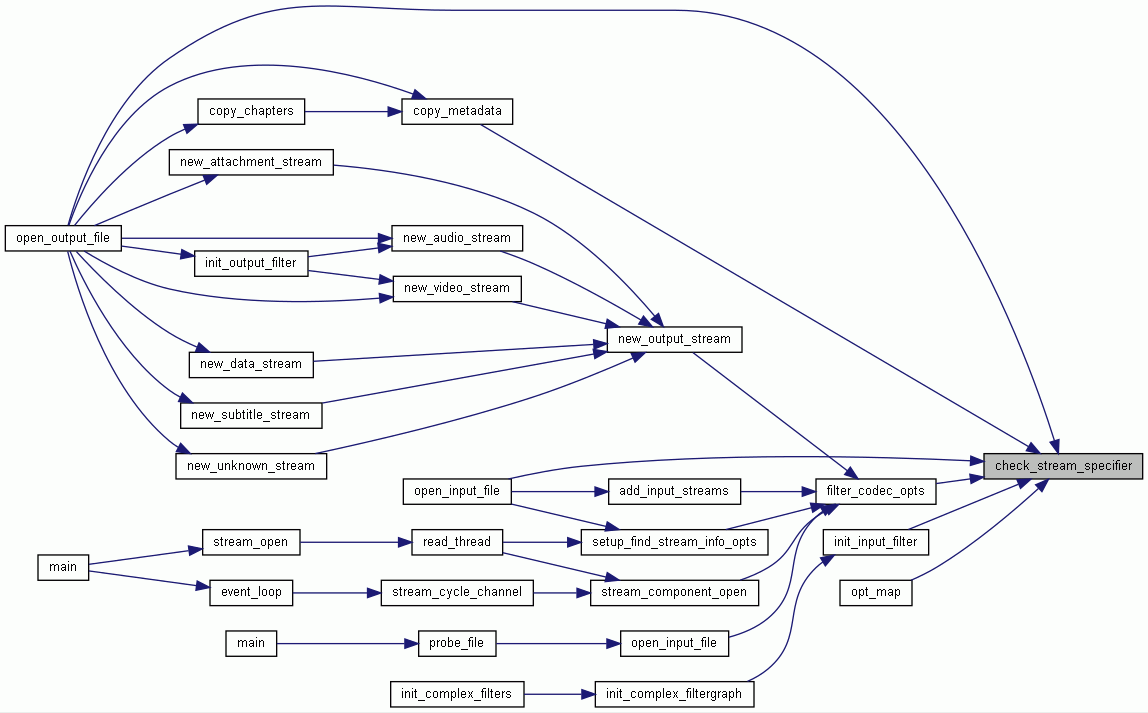 copy_chapters
copy_metadata
new_attachment_stream
open_output_file
new_audio_stream
init_output_filter
new_video_stream
new_output_stream
new_data_stream
new_subtitle_stream
new_unknown_stream
check_stream_specifier
open_input_file
add_input_streams
filter_codec_opts
stream_open
read_thread
setup_find_stream_info_opts
init_input_filter
main
event_loop
stream_cycle_channel
stream_component_open
opt_map
main
probe_file
open_input_file
init_complex_filters
init_complex_filtergraph